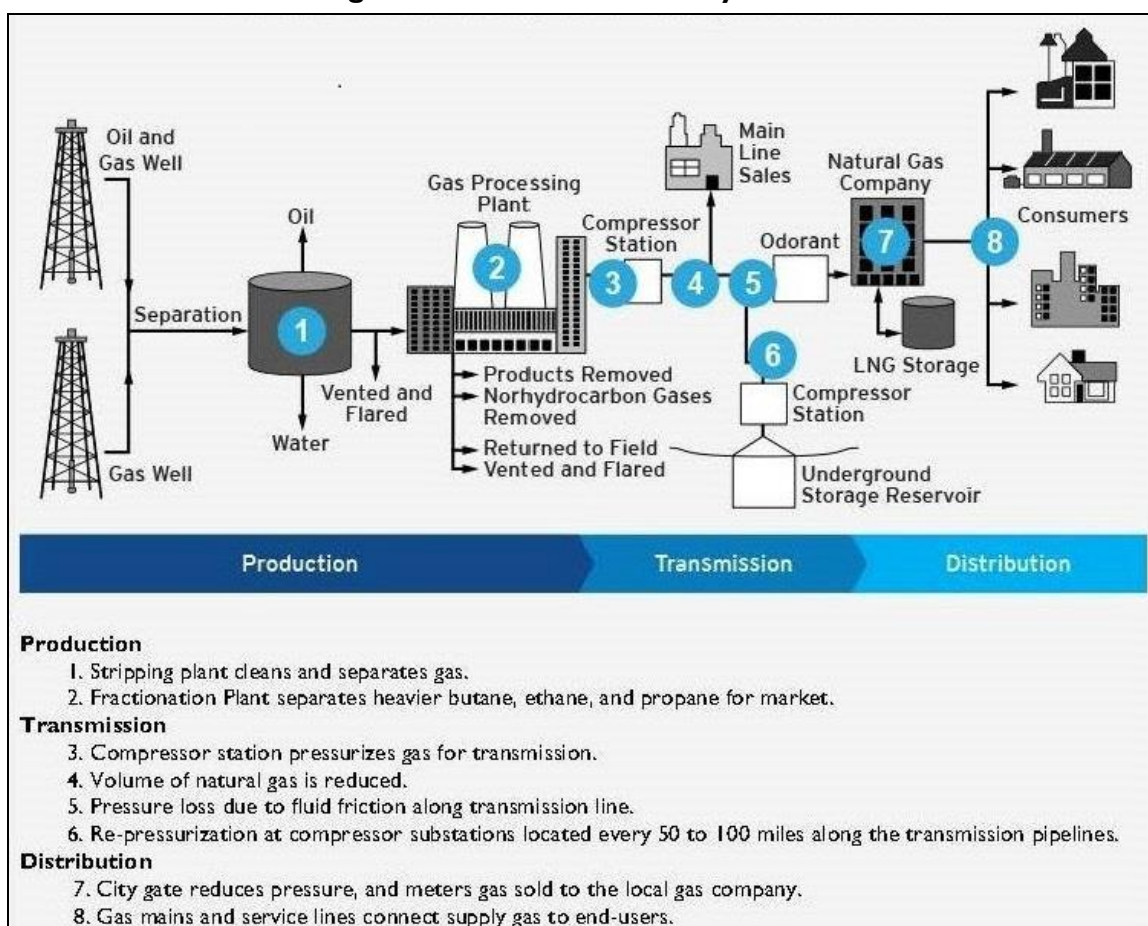 Oil and
Gas Well
Gas Well
Separation
Oil
1
Water
Vented and
Flared
Gas Processing
Plant
2
Products Removed
Norhydrocarbon Gases
Removed
Returned to Field
Vented and Flared
Compressor
Station
3
4
Main
Line
Sales
5
Odorant
6
Compressor
Station
Underground
Storage Reservoir
Natural Gas
Company
7
LNG Storage
8
Consumers
Production
Transmission
Distribution
Production
1. Stripping plant cleans and separates gas.
2. Fractionation Plant separates heavier butane, ethane, and propane for market.
Transmission
3. Compressor station pressurizes gas for transmission.
4. Volume of natural gas is reduced.
5. Pressure loss due to fluid friction along transmission line.
6. Re-pressurization at compressor substations located every 50 to 100 miles along the transmission pipelines.
Distribution
7. City gate reduces pressure, and meters gas sold to the local gas company.
8. Gas mains and service lines connect supply gas to end-users.